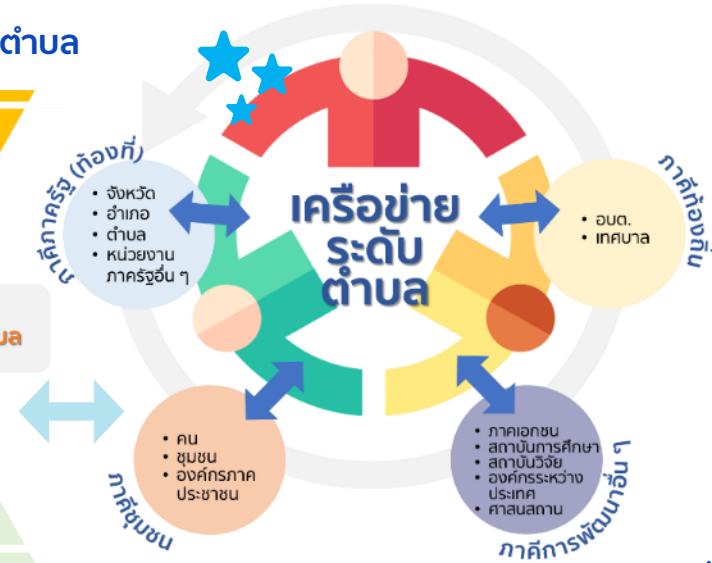 ตำบล
ภาคีภาครัฐ (ท้องที่)
• จังหวัด
• อำเภอ
• ตำบล
• หน่วยงาน
ภาครัฐอื่น ๆ
เครือข่าย
ระดับ
ตำบล
ภาคีท้องถิ่น
• อบต.
• เทศบาล
• คน
• ชุมชน
• องค์กรภาค
ประชาชน
ภาคีชุมชน
• ภาคเอกชน
• สถาบันการศึกษา
• สถาบันวิจัย
• องค์กรระหว่าง
ประเทศ
• ศาสนสถาน
ภาคีการพัฒนาอื่น ๆ